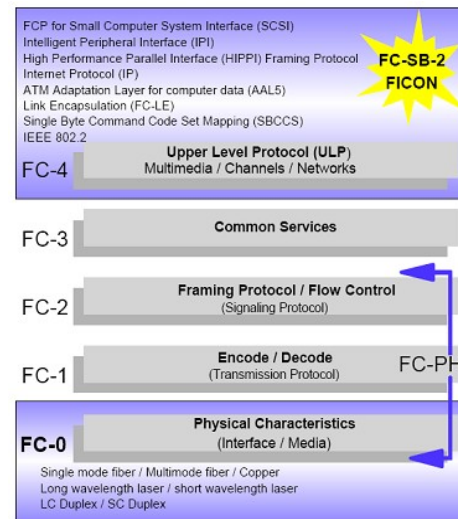 FCP for Small Computer System Interface (SCSI)
Intelligent Peripheral Interface (IPI)
High Performance Parallel Interface (HIPPI) Framing Protocol
Internet Protocol (IP)
ATM Adaptation Layer for computer data (AAL5)
Link Encapsulation (FC-LE)
Single Byte Command Code Set Mapping (SBCCS)
IEEE 802.2
FC-SB-2
FICON
FC-4
Upper Level Protocol (ULP)
Multimedia / Channels / Networks
FC-3
Common Services
FC-2
Framing Protocol / Flow Control
(Signaling Protocol)
FC-1
Encode / Decode
(Transmission Protocol)
FC-PH
FC-0
Physical Characteristics
(Interface / Media)
Single mode fiber / Multimode fiber / Copper
Long wavelength laser / short wavelength laser
LC Duplex / SC Duplex